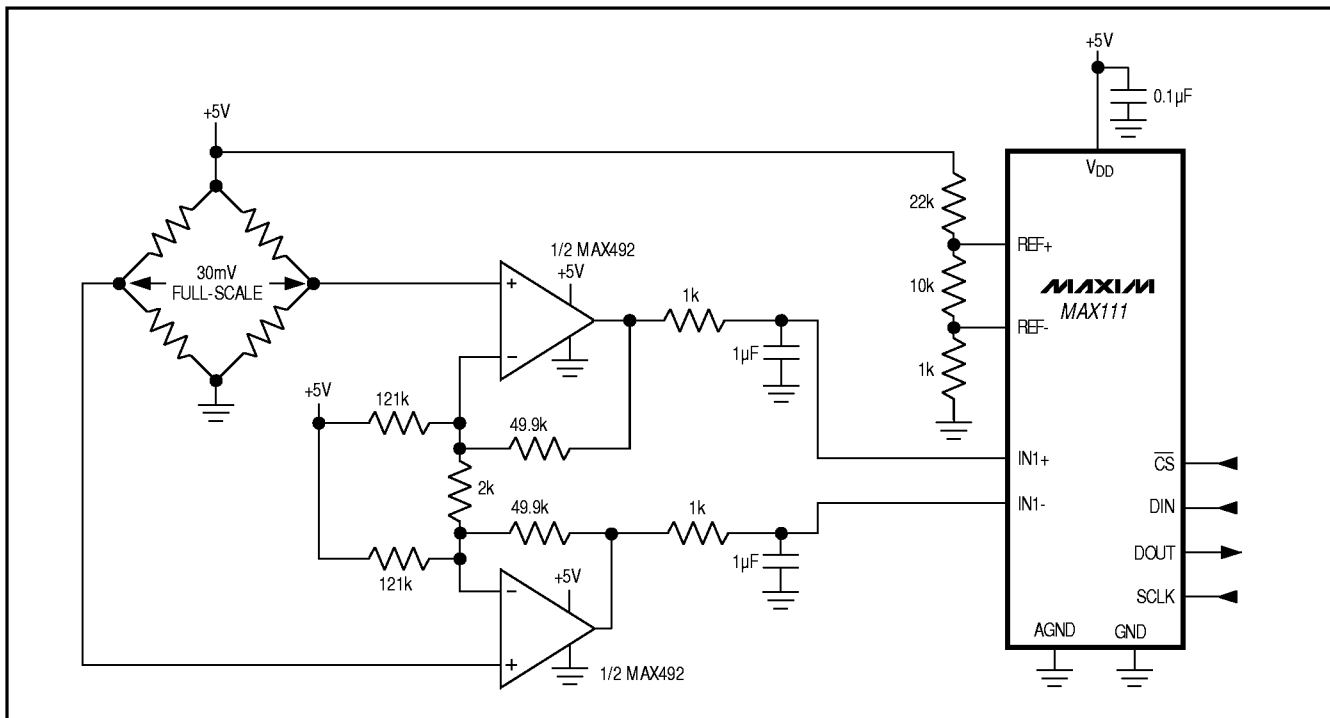 +5V
0.1µF
+5V
VDD
22k
REF+
1/2 MAX492
+5V
30mV
FULL-SCALE
+
1k
10k
MAXIM
MAX111
REF-
−
1µF
1k
+5V
121k
49.9k
IN1+
CS
2k
49.9k
1k
IN1-
DIN
121k
+5V
−
1µF
DOUT
SCLK
AGND
GND
+
1/2 MAX492